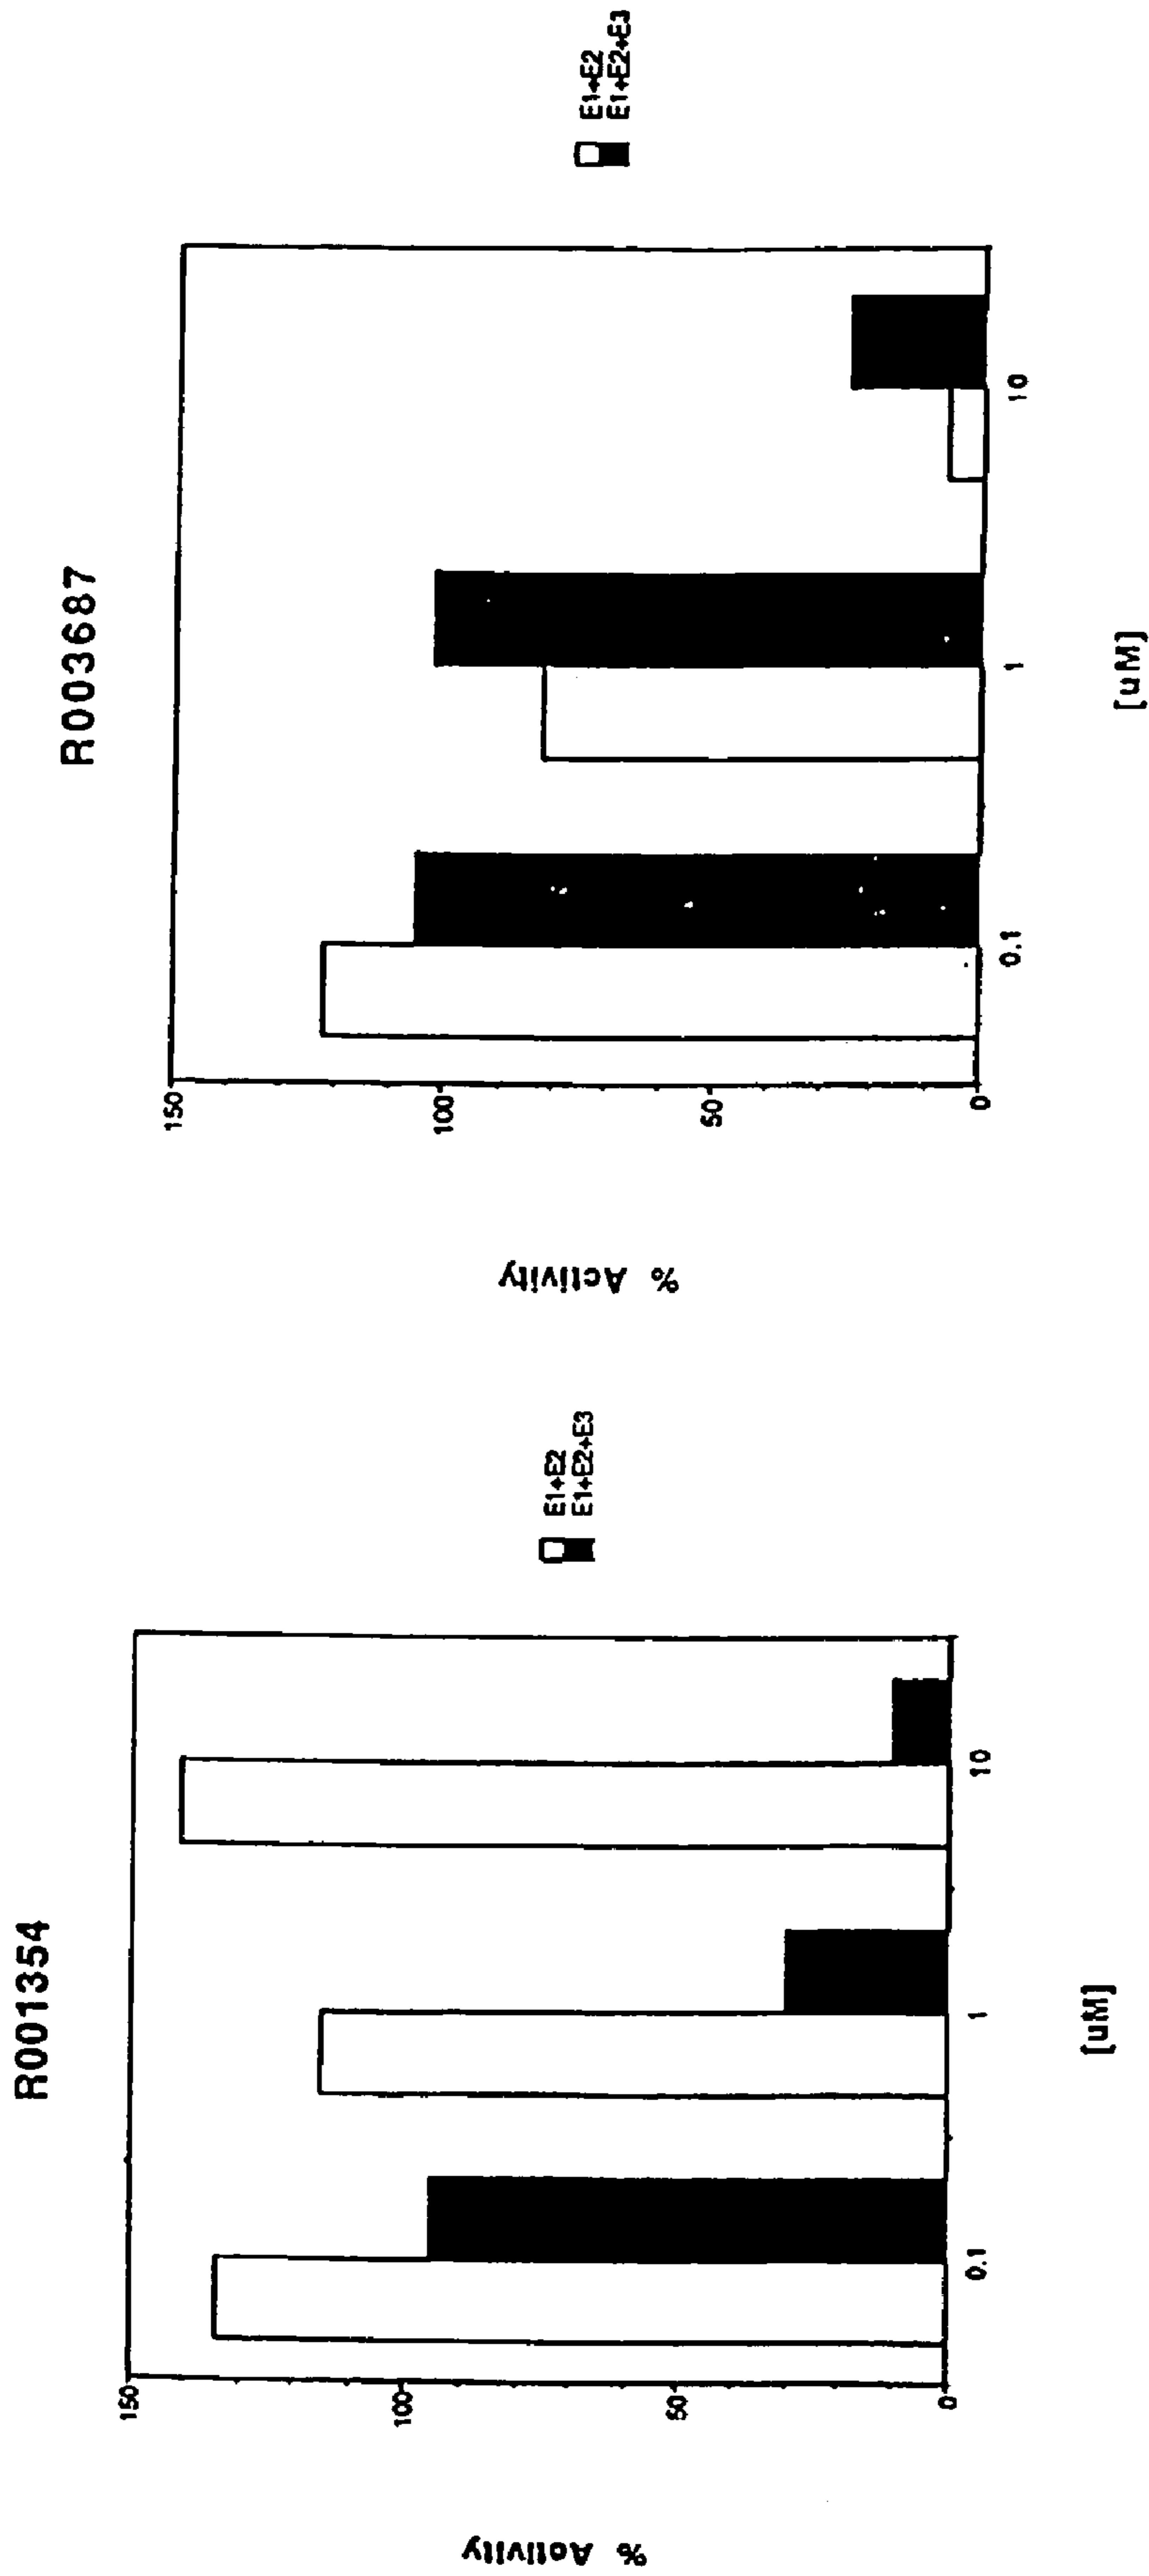 R001354
% Activity
150
100
50
0
0.1
1
10
[uM]
E1+E2
E1+E2+E3
R003687
% Activity
150
100
50
0
0.1
1
10
[uM]
E1+E2
E1+E2+E3